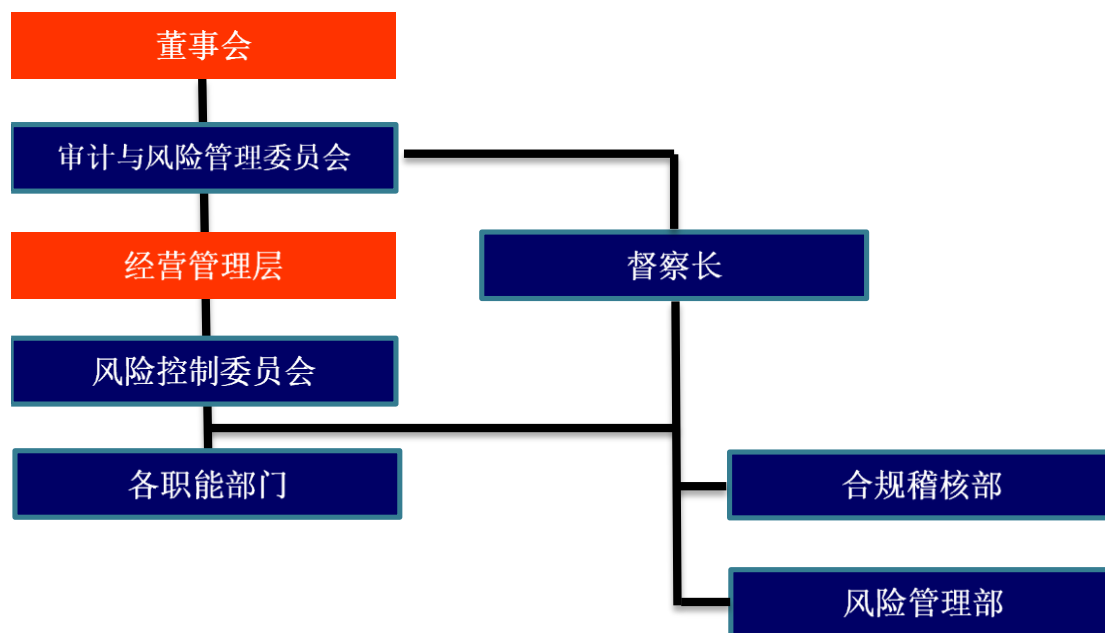 董事会
审计与风险管理委员会
经营管理层
督察长
风险控制委员会
各职能部门
合规稽核部
风险管理部